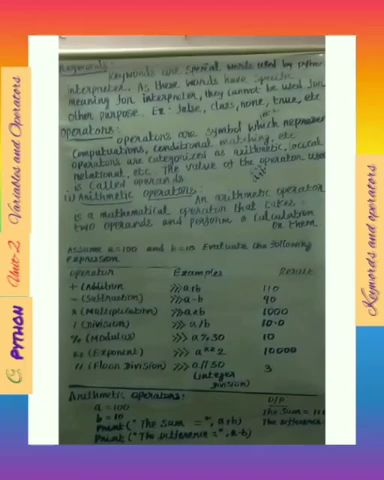 Keywords:
Keywords are special words used by python
interpreter. As these words have specific
meaning for interpreter, they cannot be used for
other purpose. Ex- false, class, none, true, etc
Operators:
operators are symbol which represent
computuations, conditional matching, etc.
operators are categorized as arithmetic, logical
relational, etc. The value of the operator uses
is called operands.
i) Arithmetic operators: An arithmetic operator
is a mathematical operator that takes
two operands and perform a calculation
on them
Assume a=100 and b=10 Evaluate the following
expression
operator Examples Result
+ (Addition >>> a+b 110
- (Subtraction) >>> a-b 90
* (Multiplication) >>> a*b 1000
/ (Division) >>> a/b 10.0
% (Modulus) >>> a%30 10
** (Exponent) >>> a**2 10000
// (Floor Division) >>> a//30 3
(integer
division)
Arithmetic operators: O/P
a = 100 The Sum = 11
b = 10 The difference
print("The Sum =", a+b)
print("The difference =", a-b)
PYTHON
Unit-2
Variables and Operators
Keywords and operators